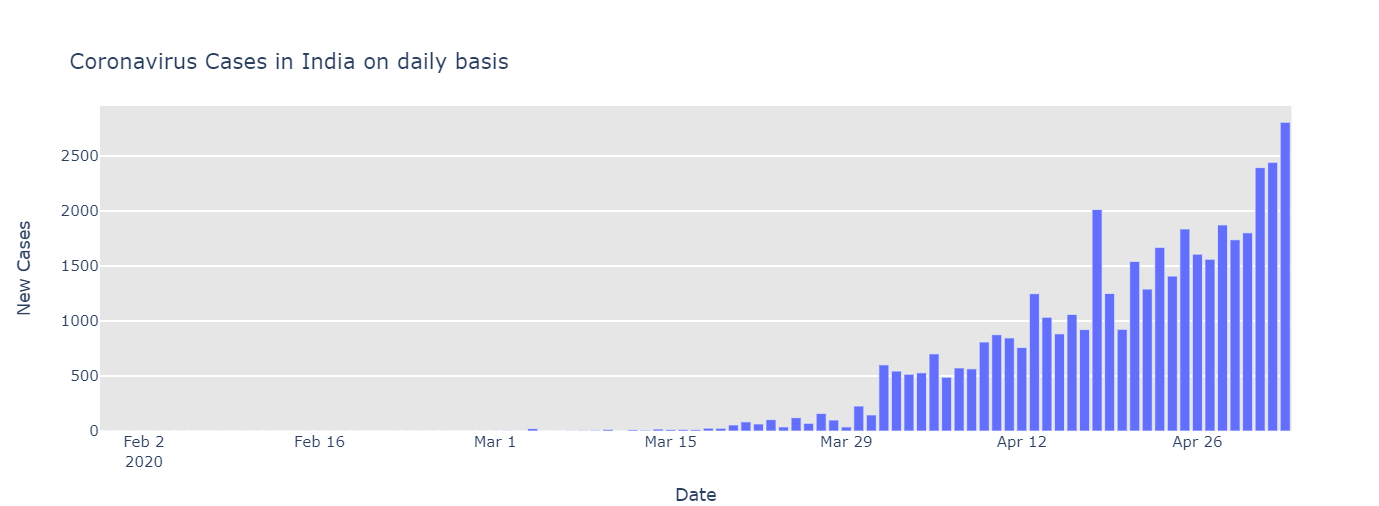 Coronavirus Cases in India on daily basis
New Cases
2500
2000
1500
1000
500
0
Feb 2 Feb 16 Mar 1 Mar 15 Mar 29 Apr 12 Apr 26
2020
Date